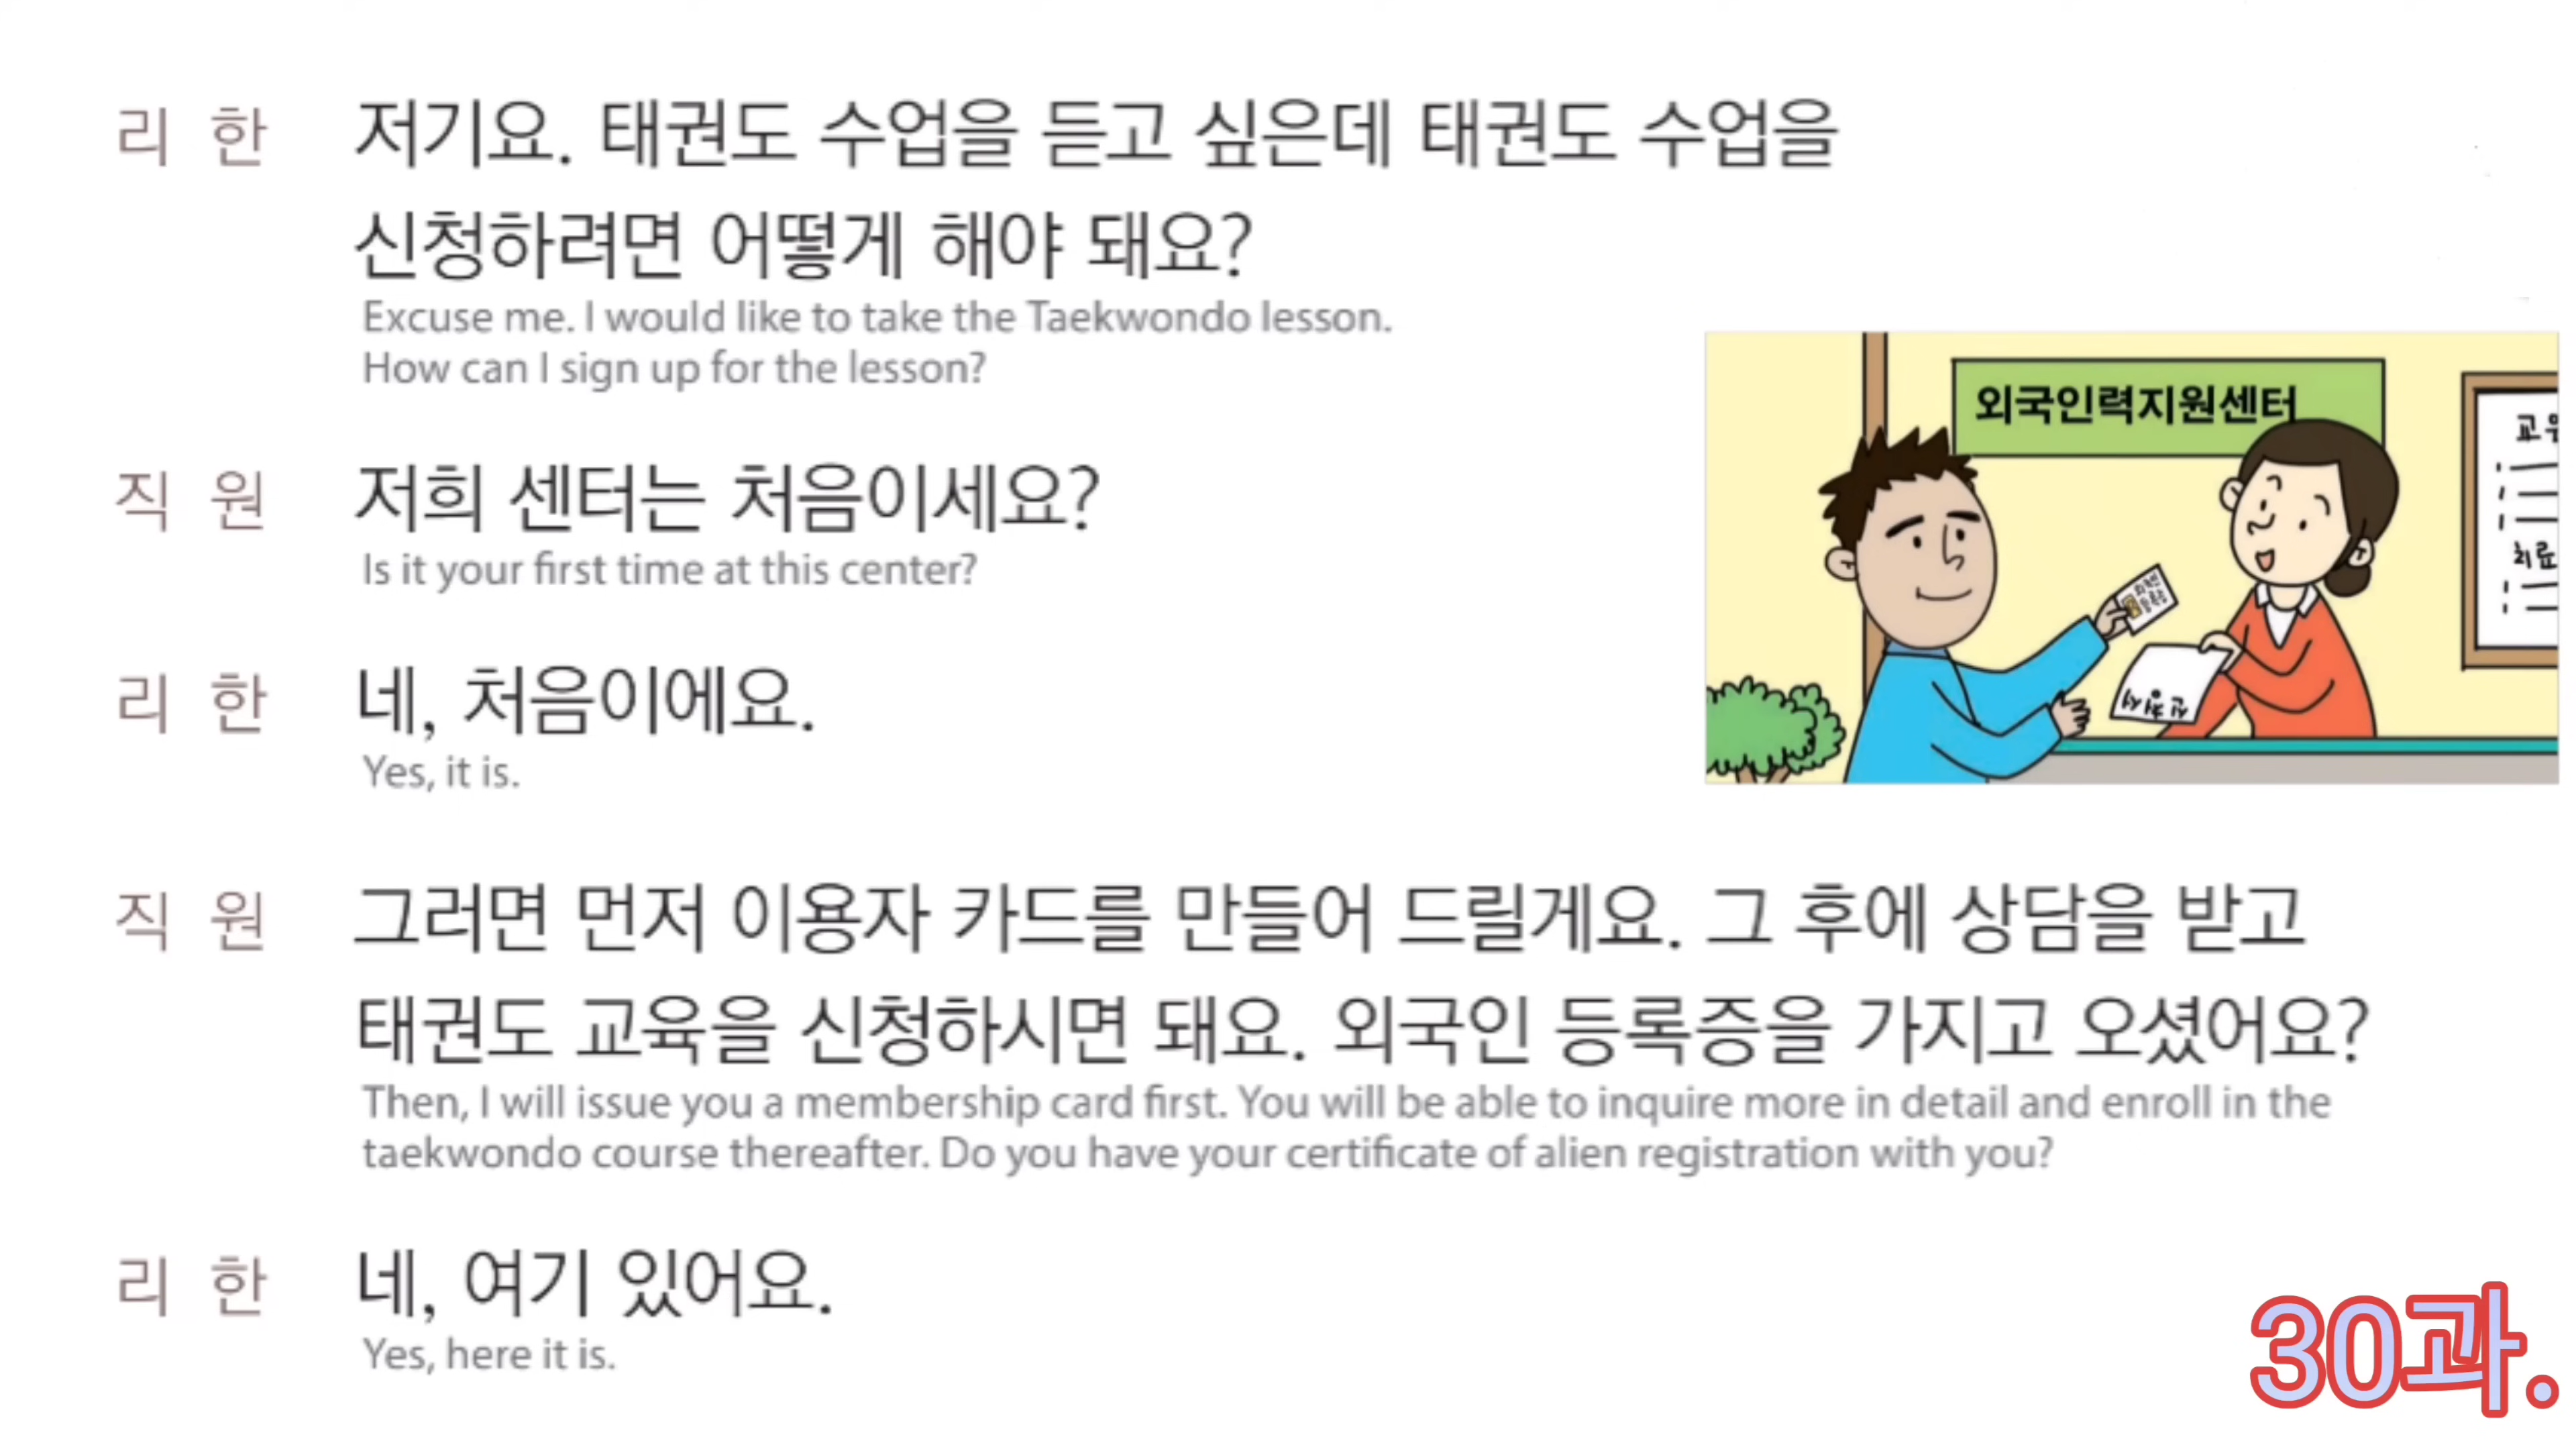 리 한 저기요. 태권도 수업을 듣고 싶은데 태권도 수업을
신청하려면 어떻게 해야 돼요?
Excuse me. I would like to take the Taekwondo lesson.
How can I sign up for the lesson?
외국인력지원센터
직 원 저희 센터는 처음이세요?
Is it your first time at this center?
리 한 네, 처음이에요.
Yes, it is.
직 원 그러면 먼저 이용자 카드를 만들어 드릴게요. 그 후에 상담을 받고
태권도 교육을 신청하시면 돼요. 외국인 등록증을 가지고 오셨어요?
Then, I will issue you a membership card first. You will be able to inquire more in detail and enroll in the
taekwondo course thereafter. Do you have your certificate of alien registration with you?
리 한 네, 여기 있어요.
Yes, here it is.
30과.